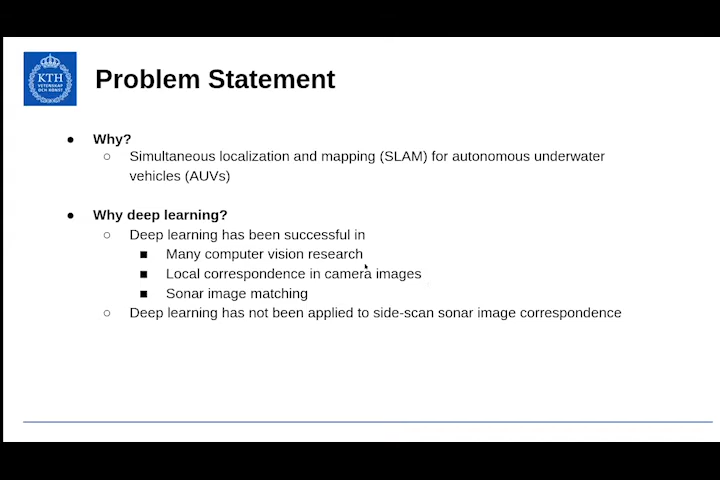 KTH
VETENSKAP
OCH KONST
Problem Statement
● Why?
○ Simultaneous localization and mapping (SLAM) for autonomous underwater
vehicles (AUVs)
● Why deep learning?
○ Deep learning has been successful in
■ Many computer vision research
■ Local correspondence in camera images
■ Sonar image matching
○ Deep learning has not been applied to side-scan sonar image correspondence